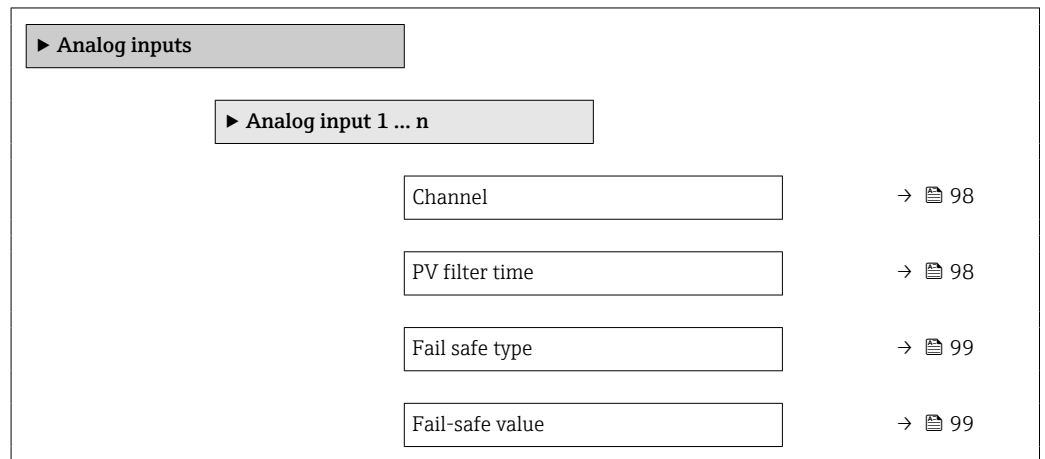 ▶ Analog inputs
▶ Analog input 1 ... n
Channel → 98
PV filter time → 98
Fail safe type → 99
Fail-safe value → 99